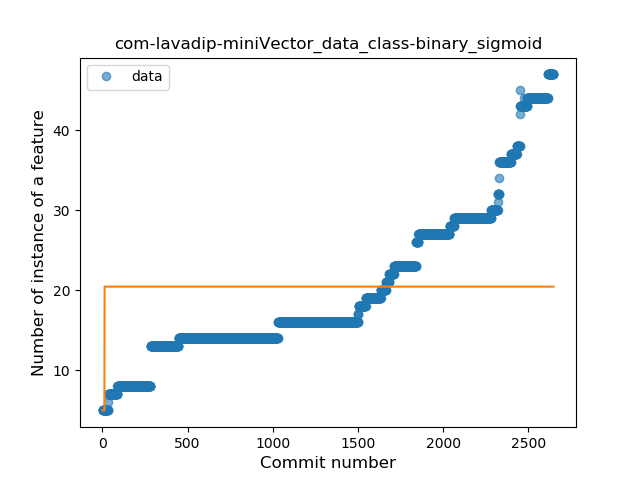 com-lavadip-miniVector_data_class-binary_sigmoid
data
Number of instance of a feature
40
30
20
10
0
500
1000
1500
2000
2500
Commit number